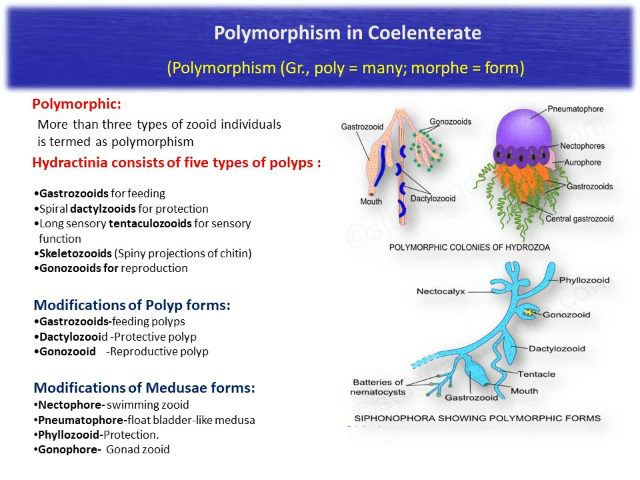 Polymorphism in Coelenterate
(Polymorphism (Gr., poly = many; morphe = form)
Polymorphic:
More than three types of zooid individuals
is termed as polymorphism
Hydractinia consists of five types of polyps :
•Gastrozooids for feeding
•Spiral dactylzooids for protection
•Long sensory tentaculozooids for sensory
function
•Skeletozooids (Spiny projections of chitin)
•Gonozooids for reproduction
Modifications of Polyp forms:
•Gastrozooids-feeding polyps
•Dactylozooid -Protective polyp
•Gonozooid -Reproductive polyp
Modifications of Medusae forms:
•Nectophore- swimming zooid
•Pneumatophore-float bladder-like medusa
•Phyllozooid-Protection.
•Gonophore- Gonad zooid
Gastrozooid
Gonozooids
Dactylozooid
Mouth
Pneumatophore
Nectophores
Aurophore
Gastrozooids
Central gastrozooid
POLYMORPHIC COLONIES OF HYDROZOA
Nectocalyx
Phyllozooid
Gonozooid
Dactylozooid
Tentacle
Mouth
Gastrozooid
Batteries of
nematocysts
SIPHONOPHORA SHOWING POLYMORPHIC FORMS